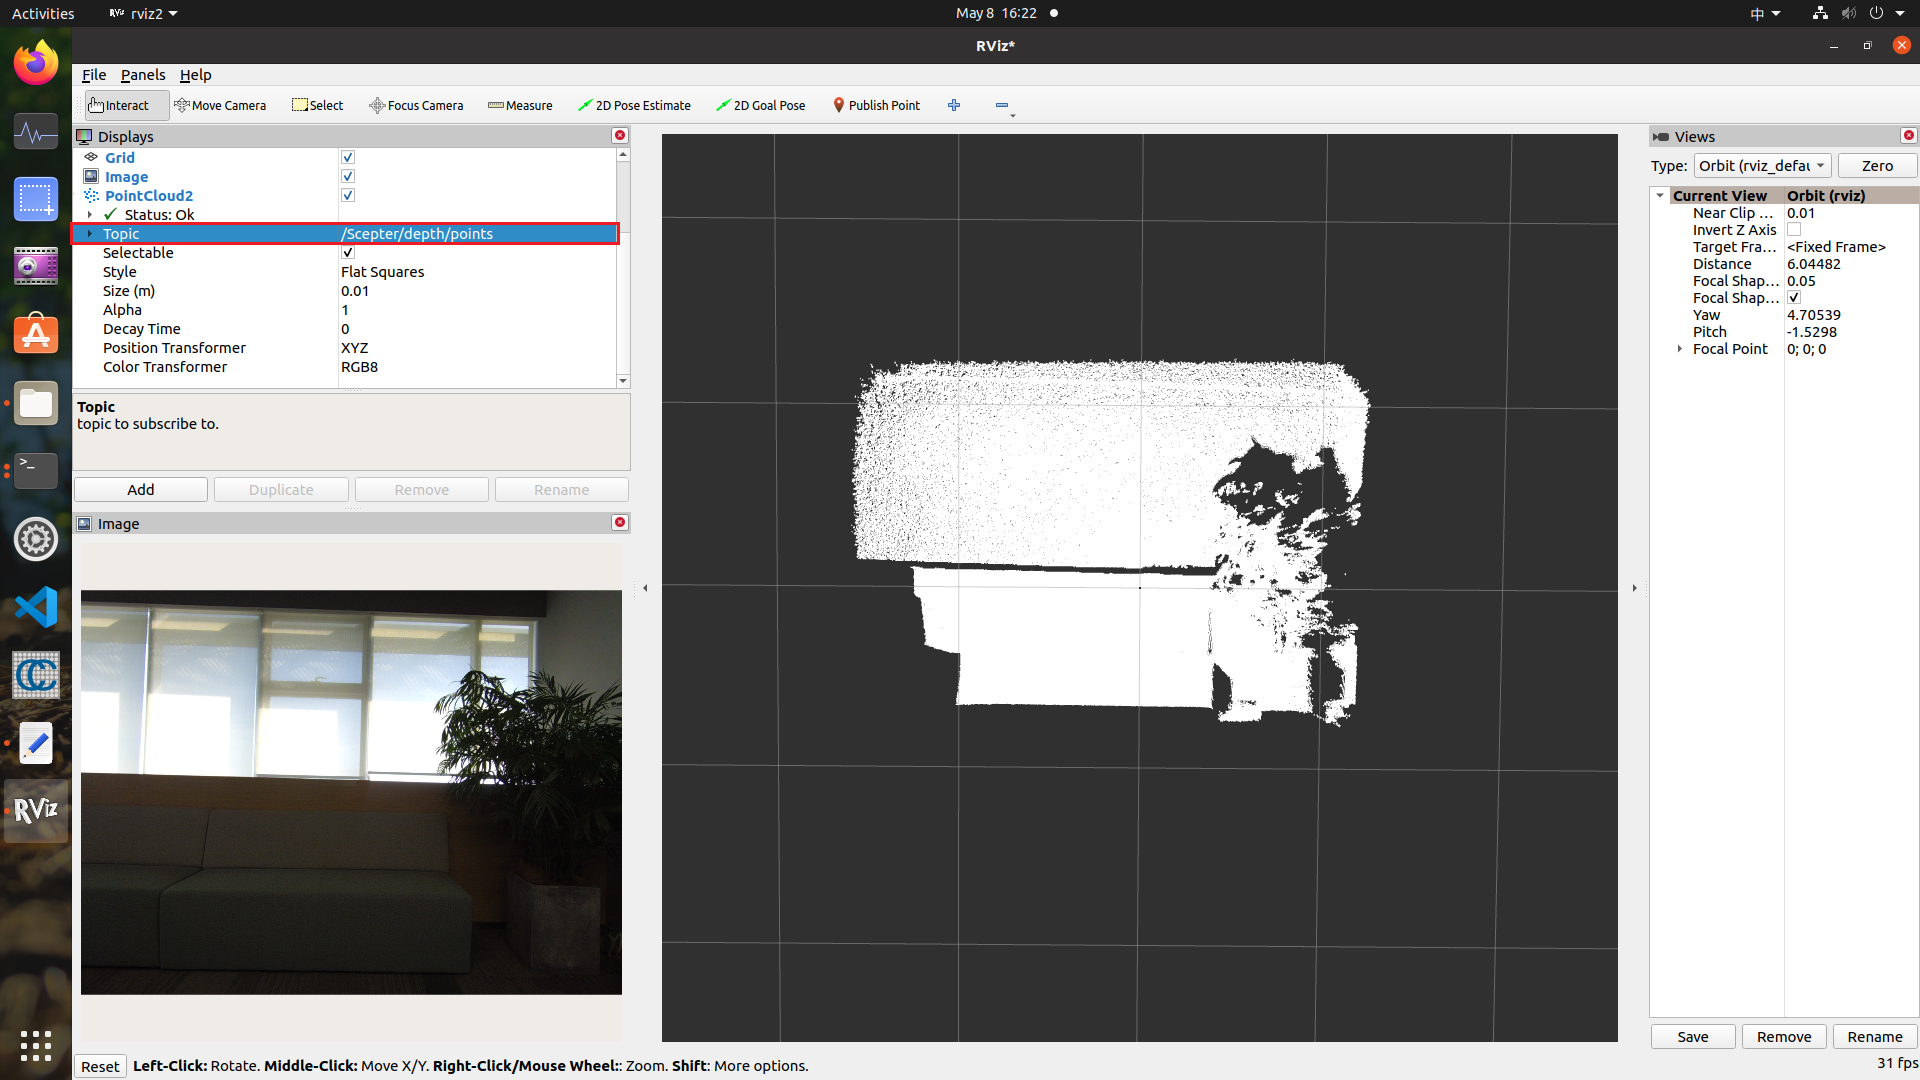 Activities RViz rviz2 May 8 16:22 中
RViz*
File Panels Help
Interact Move Camera Select Focus Camera Measure 2D Pose Estimate 2D Goal Pose Publish Point
Displays
Grid
Image
PointCloud2
Status: Ok
Topic /Scepter/depth/points
Selectable
Style Flat Squares
Size (m) 0.01
Alpha 1
Decay Time 0
Position Transformer XYZ
Color Transformer RGB8
Topic
topic to subscribe to.
Add Duplicate Remove Rename
Image
RViz
Reset Left-Click: Rotate. Middle-Click: Move X/Y. Right-Click/Mouse Wheel:: Zoom. Shift: More options.
Views
Type: Orbit (rviz_defau Zero
Current View Orbit (rviz)
Near Clip ... 0.01
Invert Z Axis
Target Fra... <Fixed Frame>
Distance 6.04482
Focal Shap... 0.05
Focal Shap...
Yaw 4.70539
Pitch -1.5298
Focal Point 0; 0; 0
Save Remove Rename
31 fps